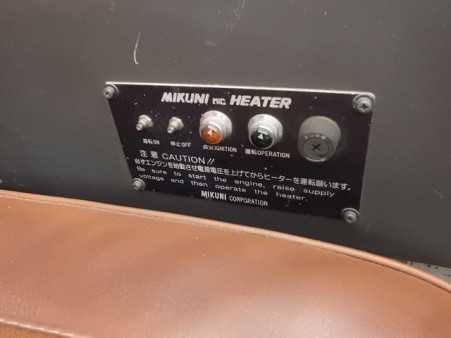 MIKUNI MIC. HEATER
運転ON 停止OFF 点火IGNITION 運転OPERATION
注意 CAUTION!!
必ずエンジンを始動させ電源電圧を上げてからヒーターを運転願います。
Be sure to start the engine, raise supply
voltage and then operate the heater.
MIKUNI CORPORATION